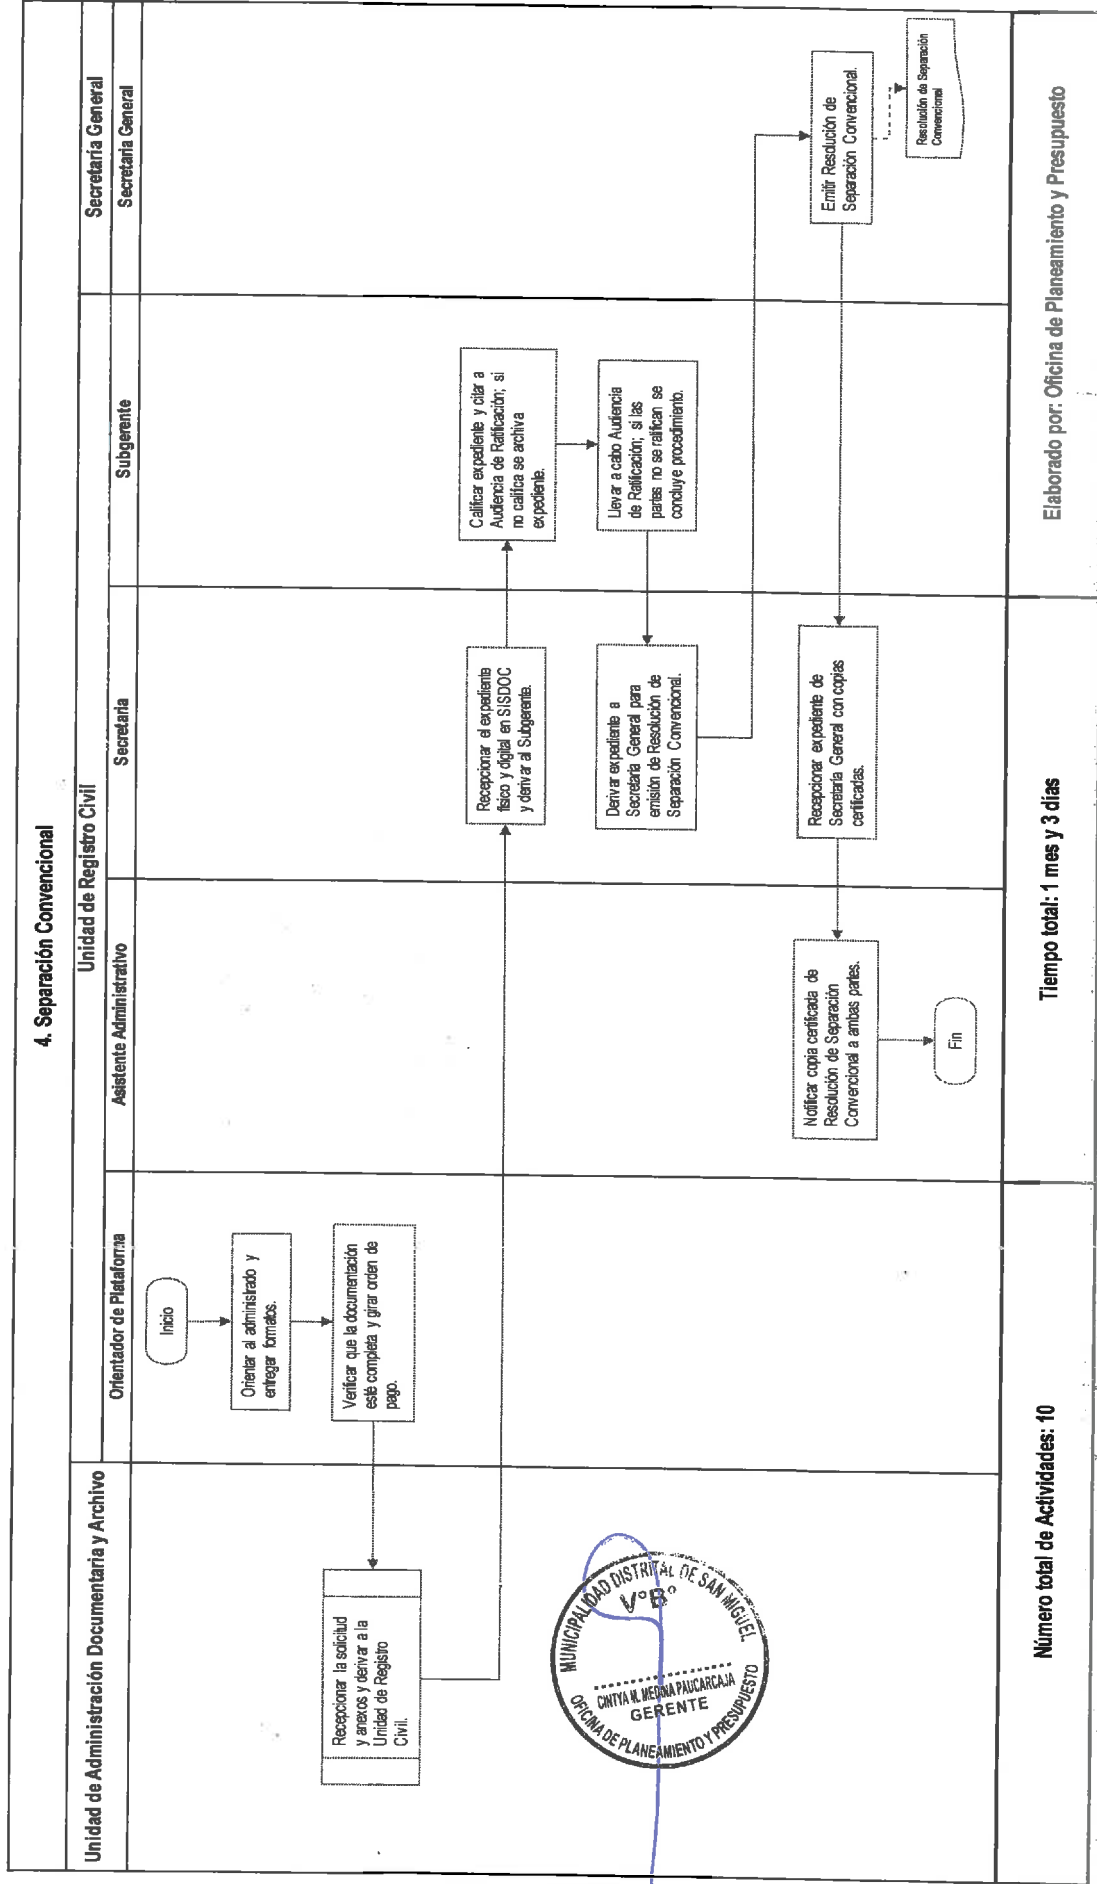 4. Separación Convencional
Unidad de Administración Documentaria y Archivo
Unidad de Registro Civil
Secretaría General
Orientador de Plataforma
Asistente Administrativo
Secretaria
Subgerente
Secretaria General
Inicio
Orientar al administrado y
entregar formatos.
Verificar que la documentación
esté completa y girar orden de
pago.
Recepcionar la solicitud
y anexos y derivar a la
Unidad de Registro
Civil.
Recepcionar el expediente
físico y digital en SISDOC
y derivar al Subgerente.
Calificar expediente y citar a
Audiencia de Ratificación; si
no califica se archiva
expediente.
Llevar a cabo Audiencia
de Ratificación; si las
partes no se ratifican se
concluye procedimiento.
Derivar expediente a
Secretaría General para
emisión de Resolución de
Separación Convencional.
Emitir Resolución de
Separación Convencional.
Resolución de Separación
Convencional
Recepcionar expediente de
Secretaría General con copias
certificadas.
Notificar copia certificada de
Resolución de Separación
Convencional a ambas partes.
Fin
MUNICIPALIDAD DISTRITAL DE SAN MIGUEL
V°B°
CINTYA M. MEDINA PAUCARCAJA
GERENTE
OFICINA DE PLANEAMIENTO Y PRESUPUESTO
Número total de Actividades: 10
Tiempo total: 1 mes y 3 días
Elaborado por: Oficina de Planeamiento y Presupuesto